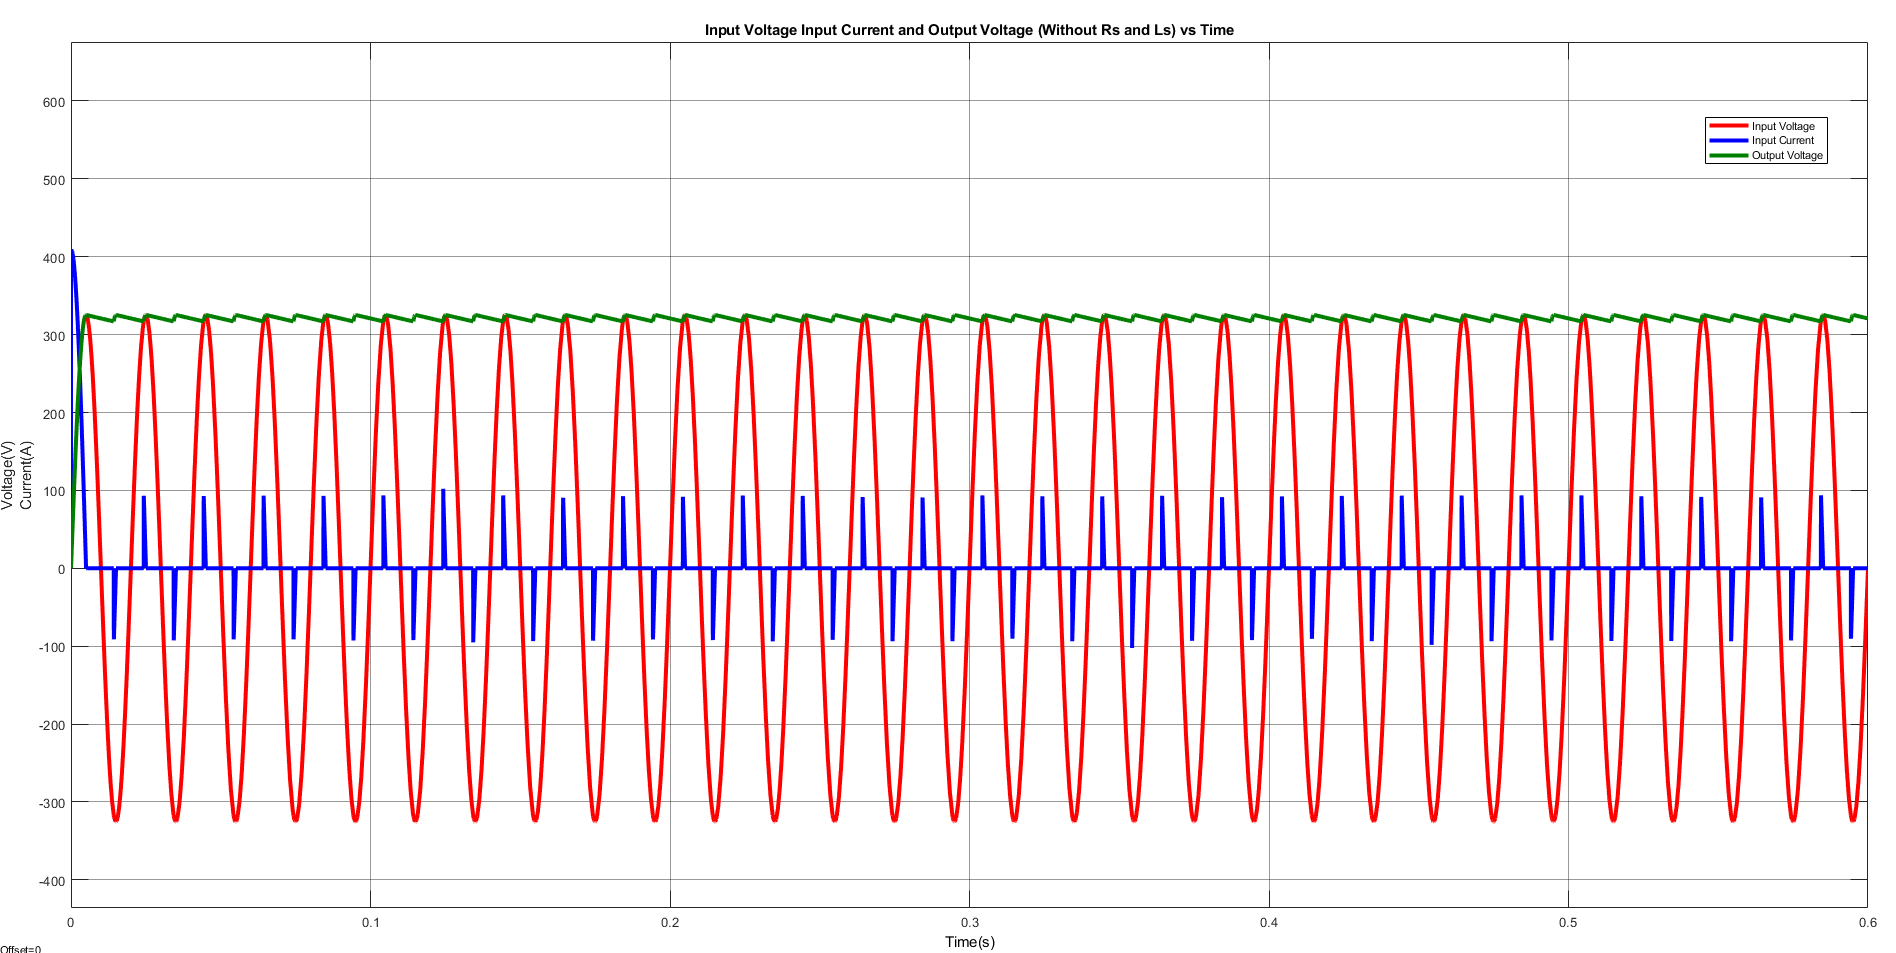 Input Voltage Input Current and Output Voltage (Without Rs and Ls) vs Time
600
500
400
300
200
100
0
-100
-200
-300
-400
Voltage(V)
Current(A)
Input Voltage
Input Current
Output Voltage
0
0.1
0.2
0.3
0.4
0.5
0.6
Time(s)
Offset=0